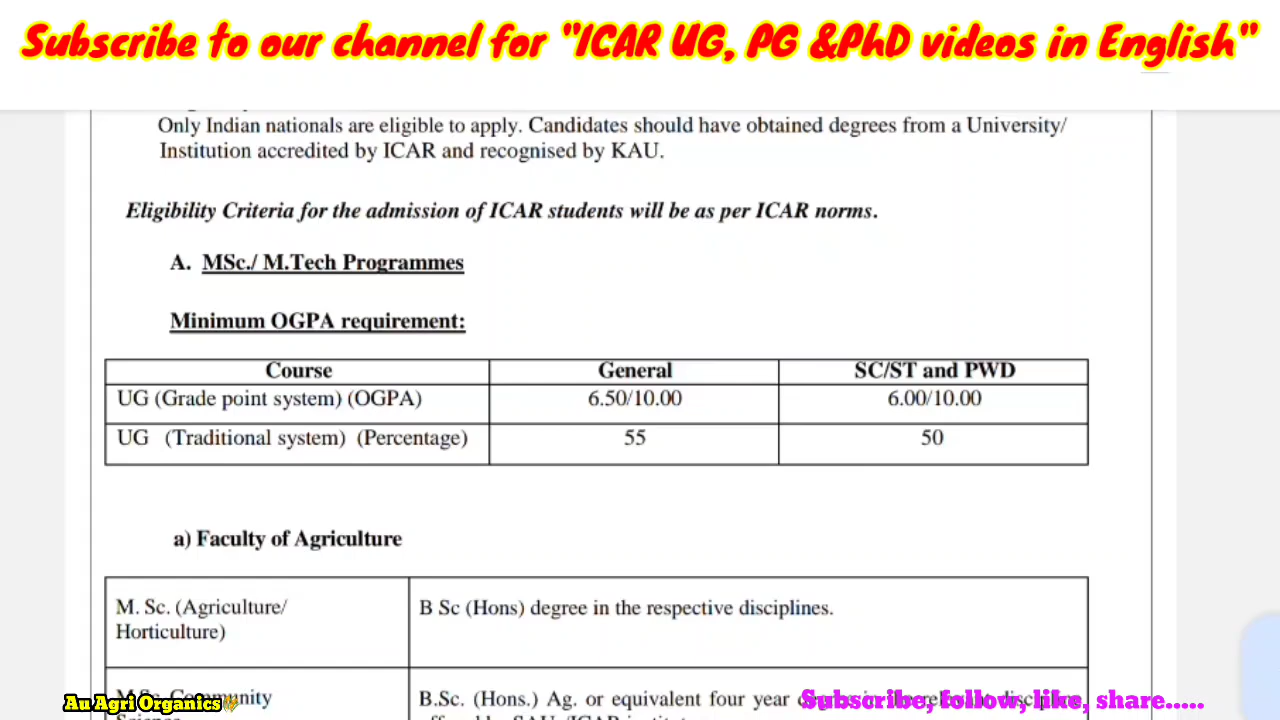 Subscribe to our channel for "ICAR UG, PG &PhD videos in English"
Only Indian nationals are eligible to apply. Candidates should have obtained degrees from a University/
Institution accredited by ICAR and recognised by KAU.
Eligibility Criteria for the admission of ICAR students will be as per ICAR norms.
A. MSc./ M.Tech Programmes
Minimum OGPA requirement:
Course General SC/ST and PWD
UG (Grade point system) (OGPA) 6.50/10.00 6.00/10.00
UG (Traditional system) (Percentage) 55 50
a) Faculty of Agriculture
M. Sc. (Agriculture/ B Sc (Hons) degree in the respective disciplines.
Horticulture)
B.Sc. (Hons.) Ag. or equivalent four year
Au Agri Organics
Subscribe, follow, like, share.....